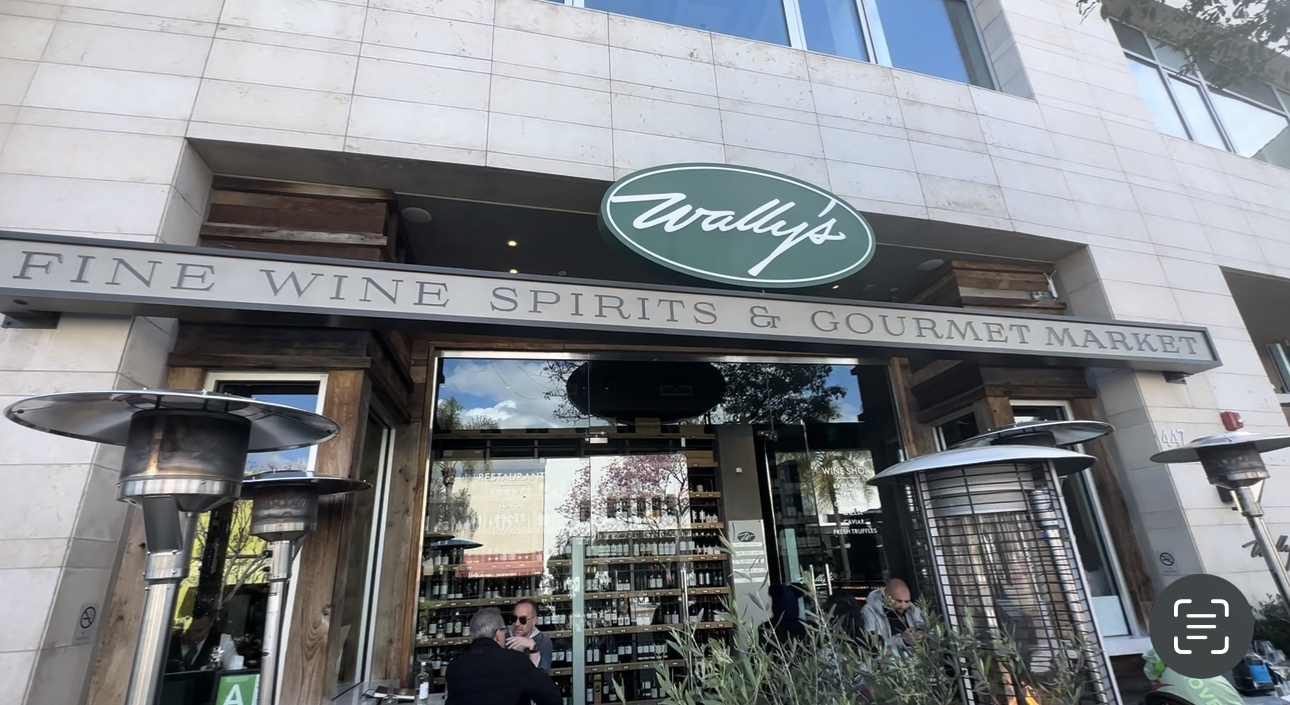 Wally's
FINE WINE SPIRITS & GOURMET MARKET
447
RESTAURANT
WINE SHOP
CAVIAR
FRESH TRUFFLES
A